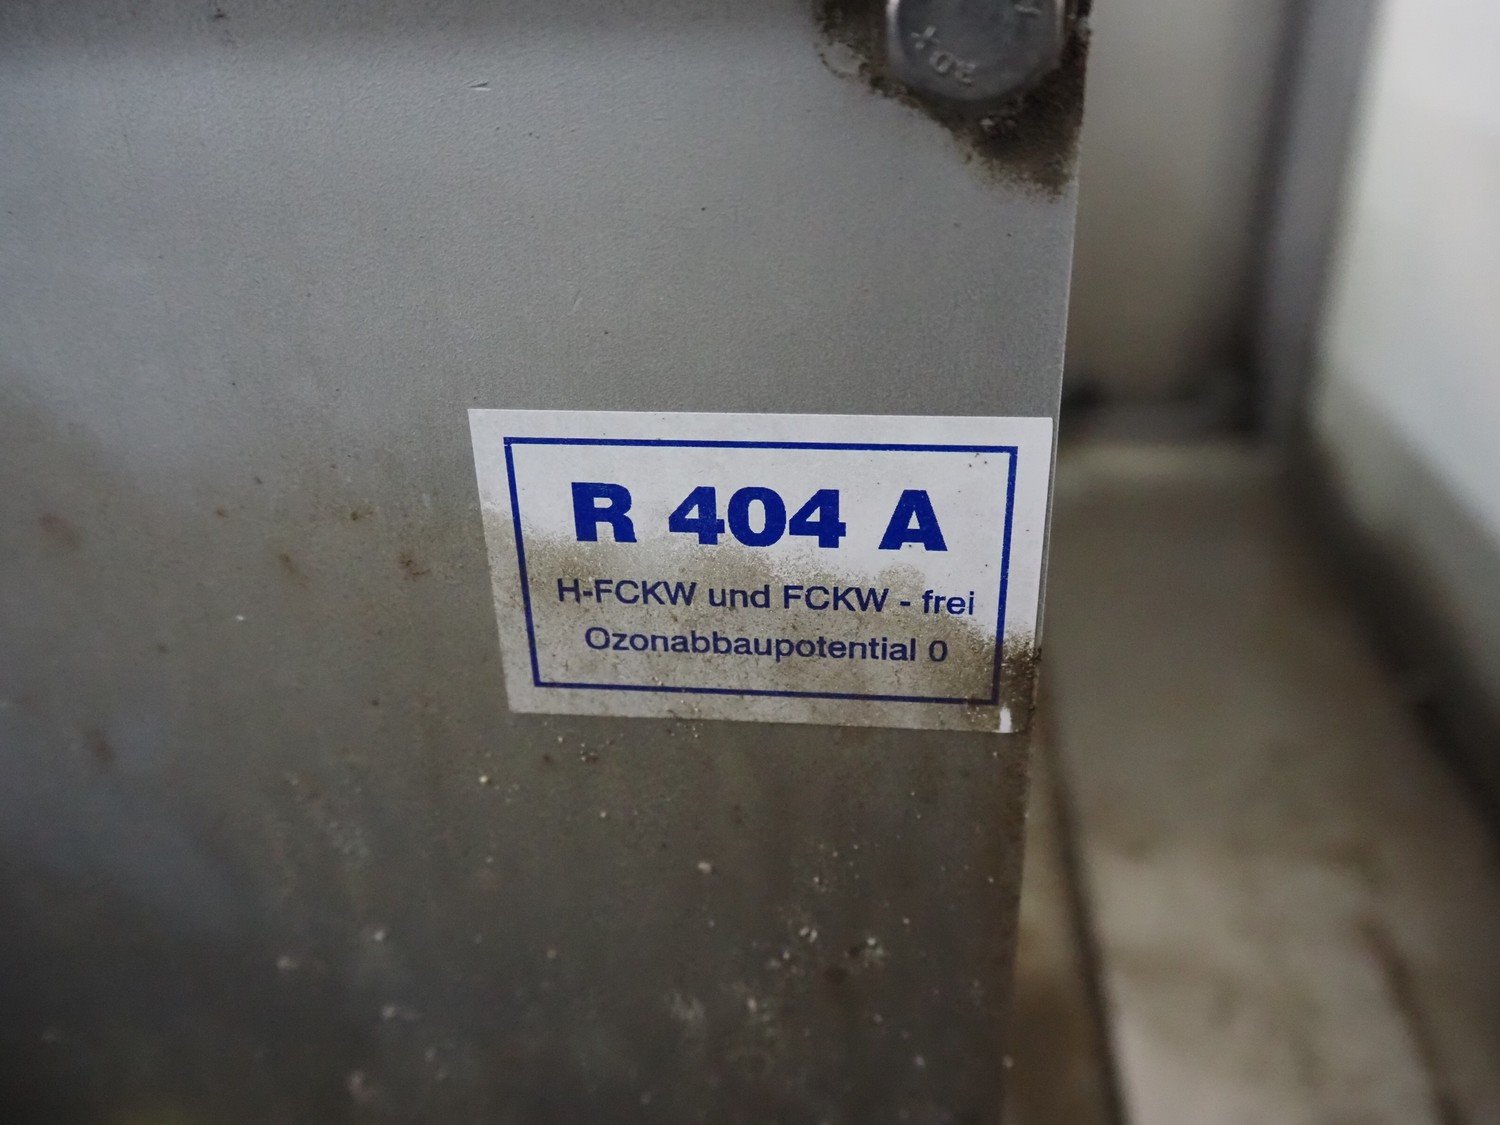 R 404 A
H-FCKW und FCKW - frei
Ozonabbaupotential 0